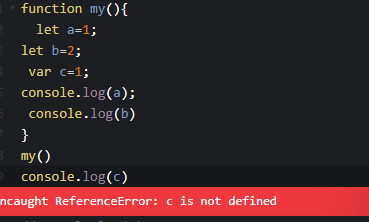 function my(){
let a=1;
let b=2;
var c=1;
console.log(a);
console.log(b)
}
my()
console.log(c)
ncaught ReferenceError: c is not defined